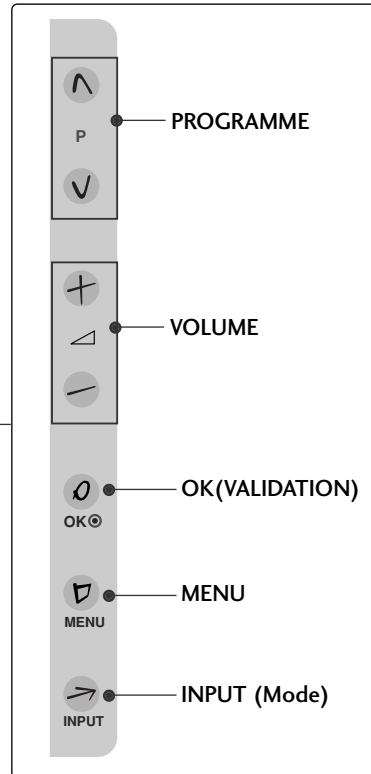 P
PROGRAMME
VOLUME
OK
OK(VALIDATION)
MENU
MENU
INPUT
INPUT (Mode)